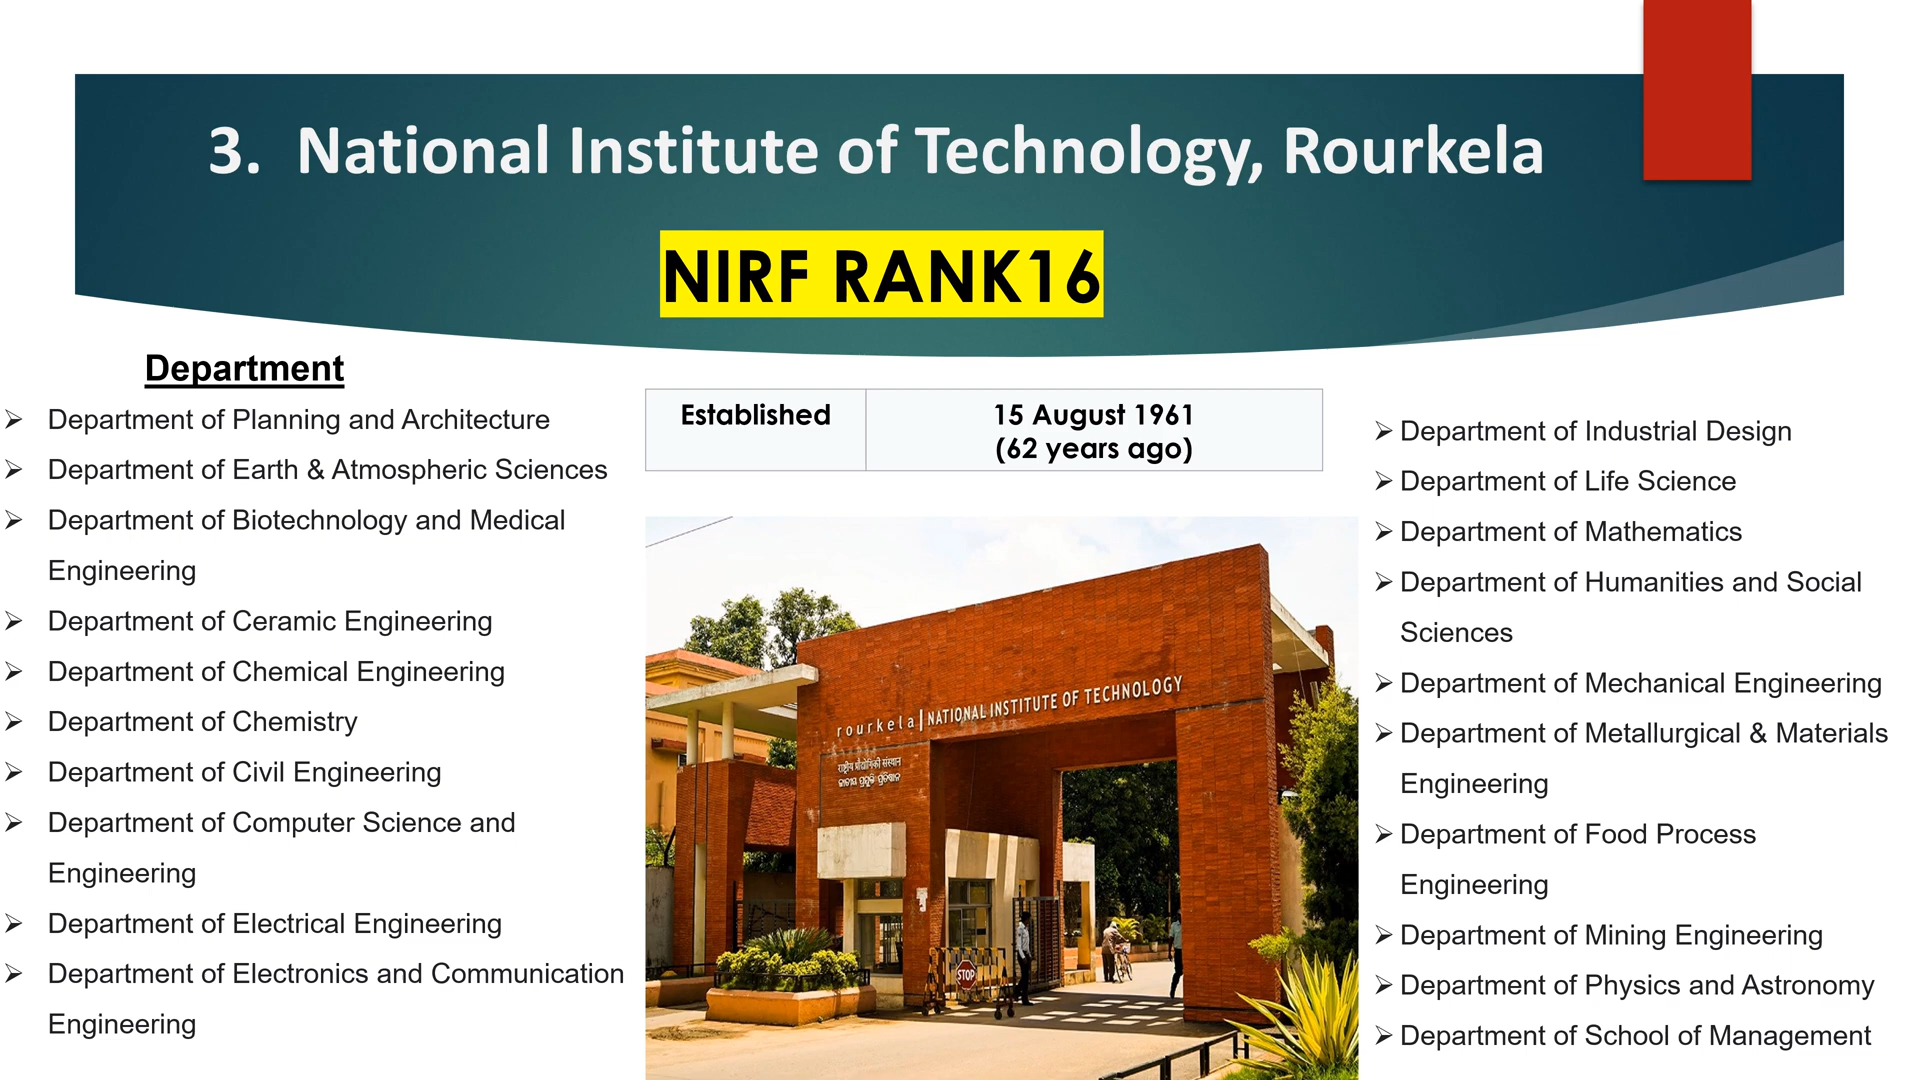 3. National Institute of Technology, Rourkela
NIRF RANK16
Department
➢ Department of Planning and Architecture
➢ Department of Earth & Atmospheric Sciences
➢ Department of Biotechnology and Medical
Engineering
➢ Department of Ceramic Engineering
➢ Department of Chemical Engineering
➢ Department of Chemistry
➢ Department of Civil Engineering
➢ Department of Computer Science and
Engineering
➢ Department of Electrical Engineering
➢ Department of Electronics and Communication
Engineering
Established
15 August 1961
(62 years ago)
rourkela | NATIONAL INSTITUTE OF TECHNOLOGY
राष्ट्रीय प्रौद्योगिकी संस्थान
ଜାତୀୟ ପ୍ରଯୁକ୍ତି ପ୍ରତିଷ୍ଠାନ
STOP
➢ Department of Industrial Design
➢ Department of Life Science
➢ Department of Mathematics
➢ Department of Humanities and Social
Sciences
➢ Department of Mechanical Engineering
➢ Department of Metallurgical & Materials
Engineering
➢ Department of Food Process
Engineering
➢ Department of Mining Engineering
➢ Department of Physics and Astronomy
➢ Department of School of Management